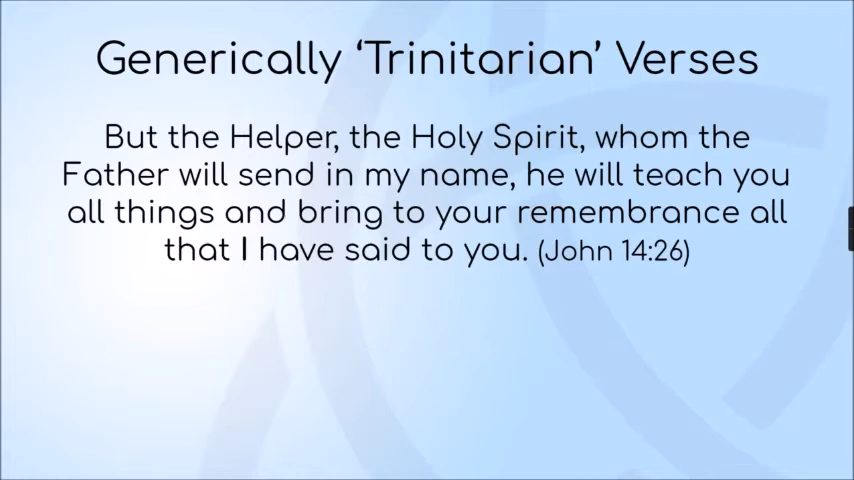 Generically ‘Trinitarian’ Verses
But the Helper, the Holy Spirit, whom the
Father will send in my name, he will teach you
all things and bring to your remembrance all
that I have said to you. (John 14:26)